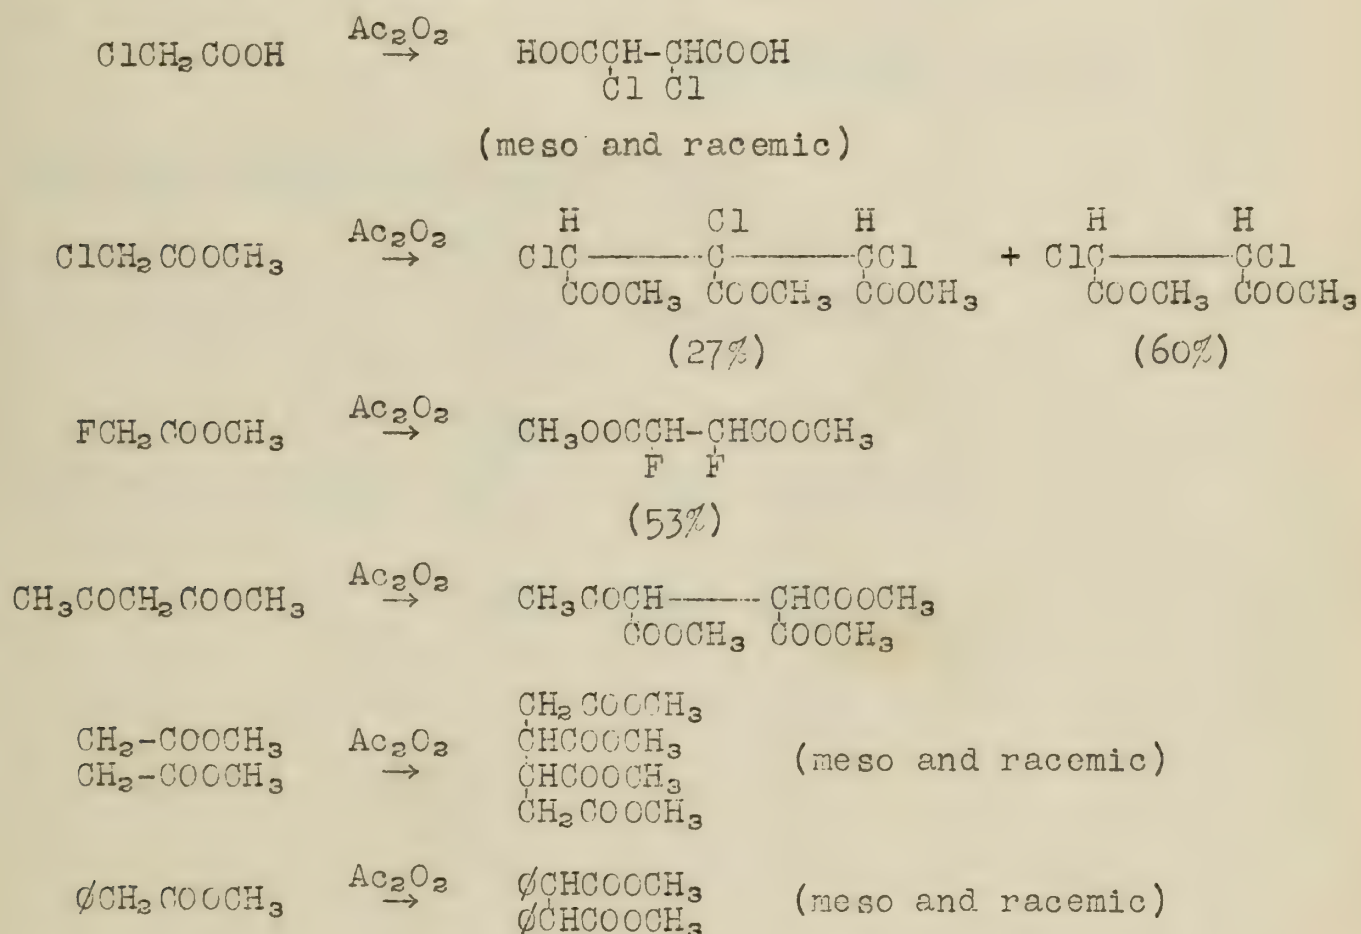 Ac₂O₂
ClCH₂COOH → HOOCCH-CHCOOH
Cl Cl
(meso and racemic)
H Cl H H H
Ac₂O₂
ClCH₂COOCH₃ → ClC———C———CCl + ClC———CCl
COOCH₃ COOCH₃ COOCH₃ COOCH₃ COOCH₃
(27%) (60%)
Ac₂O₂
FCH₂COOCH₃ → CH₃OOCCH-CHCOOCH₃
F F
(53%)
Ac₂O₂
CH₃COCH₂COOCH₃ → CH₃COCH———CHCOOCH₃
COOCH₃ COOCH₃
CH₂COOCH₃
CH₂-COOCH₃ Ac₂O₂ CHCOOCH₃ (meso and racemic)
CH₂-COOCH₃ → CHCOOCH₃
CH₂COOCH₃
Ac₂O₂
ØCH₂COOCH₃ → ØCHCOOCH₃ (meso and racemic)
ØCHCOOCH₃